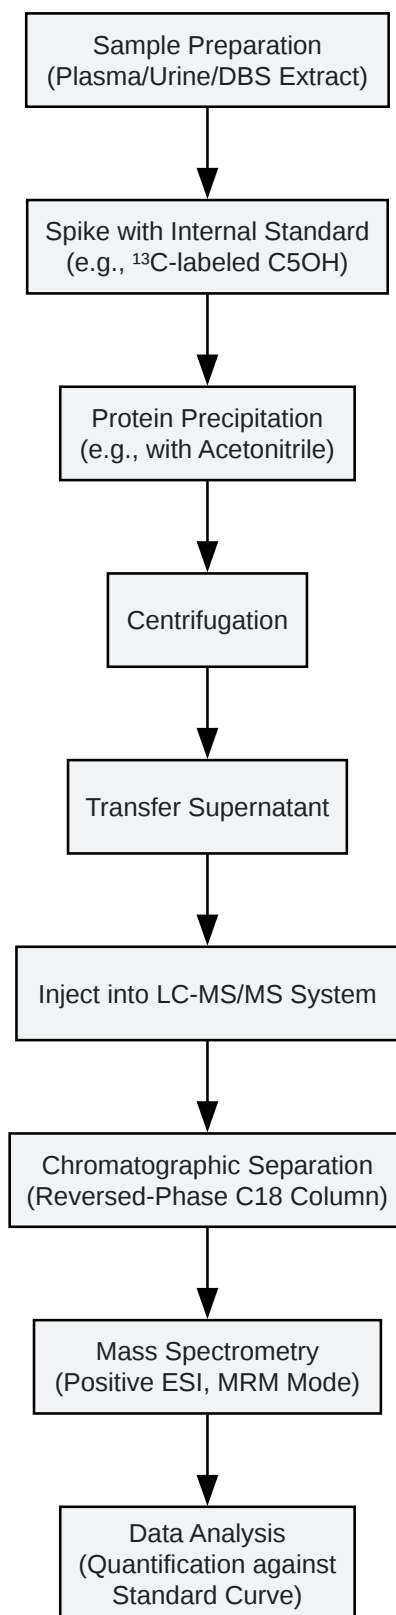 Sample Preparation
(Plasma/Urine/DBS Extract)
Spike with Internal Standard
(e.g., ¹³C-labeled C5OH)
Protein Precipitation
(e.g., with Acetonitrile)
Centrifugation
Transfer Supernatant
Inject into LC-MS/MS System
Chromatographic Separation
(Reversed-Phase C18 Column)
Mass Spectrometry
(Positive ESI, MRM Mode)
Data Analysis
(Quantification against
Standard Curve)